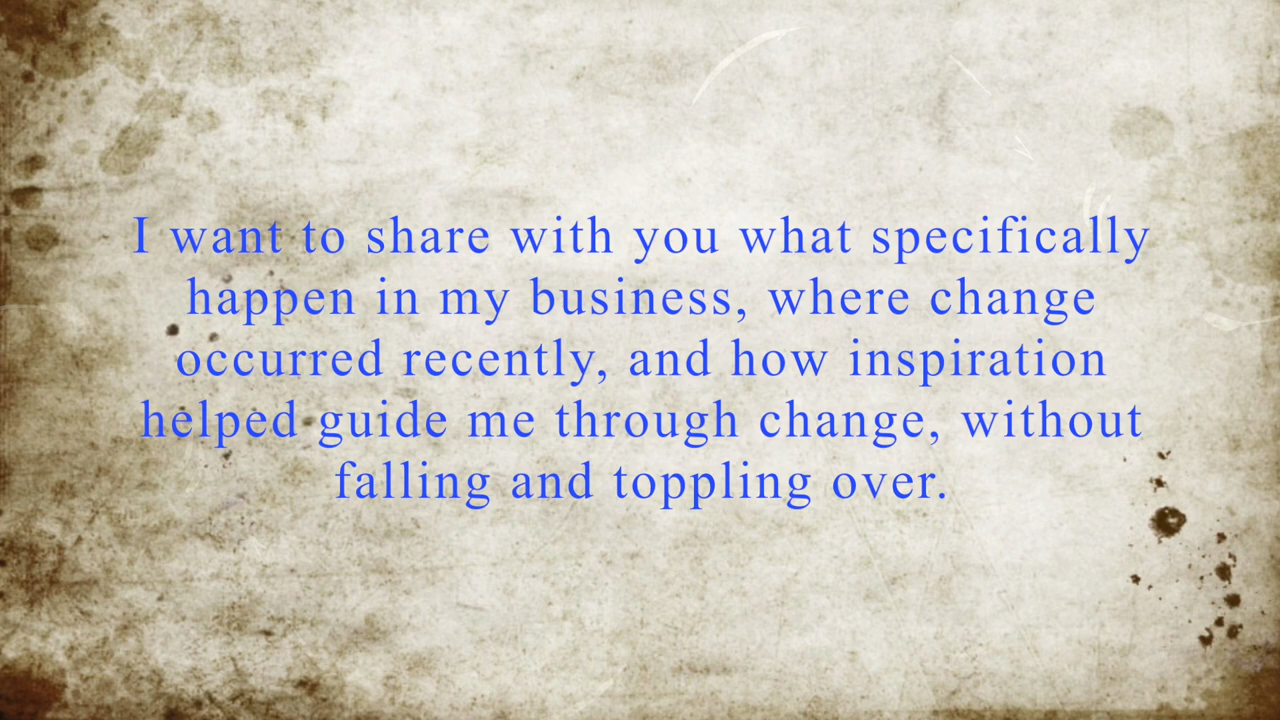 I want to share with you what specifically
happen in my business, where change
occurred recently, and how inspiration
helped guide me through change, without
falling and toppling over.